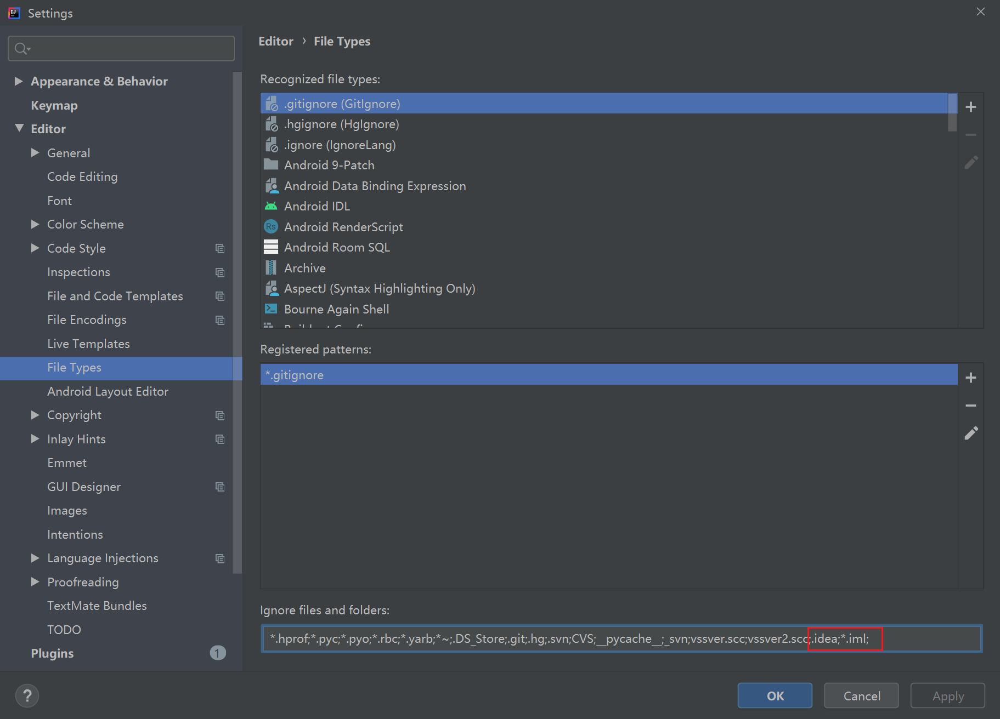 Settings
Appearance & Behavior
Keymap
Editor
General
Code Editing
Font
Color Scheme
Code Style
Inspections
File and Code Templates
File Encodings
Live Templates
File Types
Android Layout Editor
Copyright
Inlay Hints
Emmet
GUI Designer
Images
Intentions
Language Injections
Proofreading
TextMate Bundles
TODO
Plugins 1
Editor › File Types
Recognized file types:
.gitignore (GitIgnore)
.hgignore (HgIgnore)
.ignore (IgnoreLang)
Android 9-Patch
Android Data Binding Expression
Android IDL
Rs Android RenderScript
Android Room SQL
Archive
AspectJ (Syntax Highlighting Only)
Bourne Again Shell
Registered patterns:
*.gitignore
Ignore files and folders:
*.hprof;*.pyc;*.pyo;*.rbc;*.yarb;*~;.DS_Store;.git;.hg;.svn;CVS;__pycache__;_svn;vssver.scc;vssver2.scc;.idea;*.iml;
? OK Cancel Apply